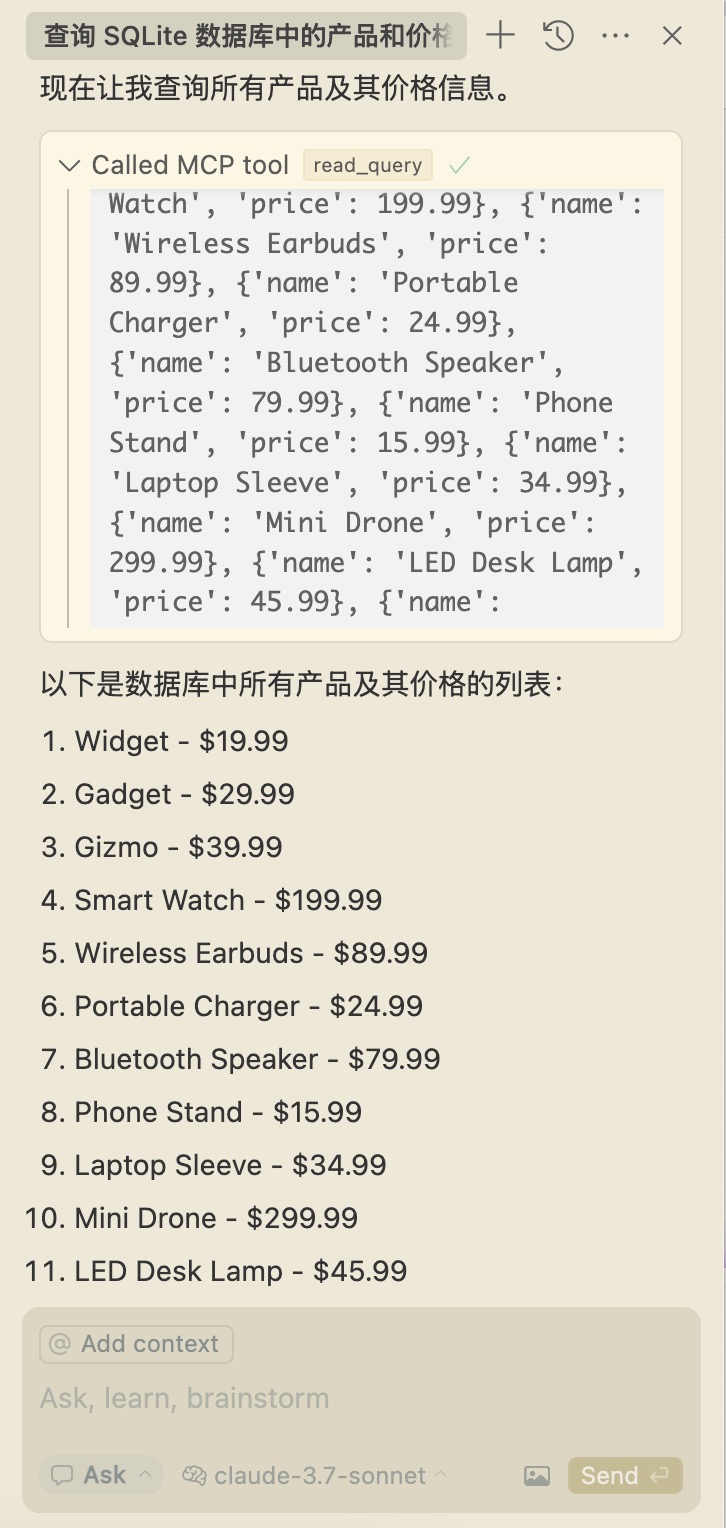 查询 SQLite 数据库中的产品和价格
现在让我查询所有产品及其价格信息。
Called MCP tool read_query
Watch', 'price': 199.99}, {'name':
'Wireless Earbuds', 'price':
89.99}, {'name': 'Portable
Charger', 'price': 24.99},
{'name': 'Bluetooth Speaker',
'price': 79.99}, {'name': 'Phone
Stand', 'price': 15.99}, {'name':
'Laptop Sleeve', 'price': 34.99},
{'name': 'Mini Drone', 'price':
299.99}, {'name': 'LED Desk Lamp',
'price': 45.99}, {'name':
以下是数据库中所有产品及其价格的列表：
1. Widget - $19.99
2. Gadget - $29.99
3. Gizmo - $39.99
4. Smart Watch - $199.99
5. Wireless Earbuds - $89.99
6. Portable Charger - $24.99
7. Bluetooth Speaker - $79.99
8. Phone Stand - $15.99
9. Laptop Sleeve - $34.99
10. Mini Drone - $299.99
11. LED Desk Lamp - $45.99
@ Add context
Ask, learn, brainstorm
Ask claude-3.7-sonnet Send